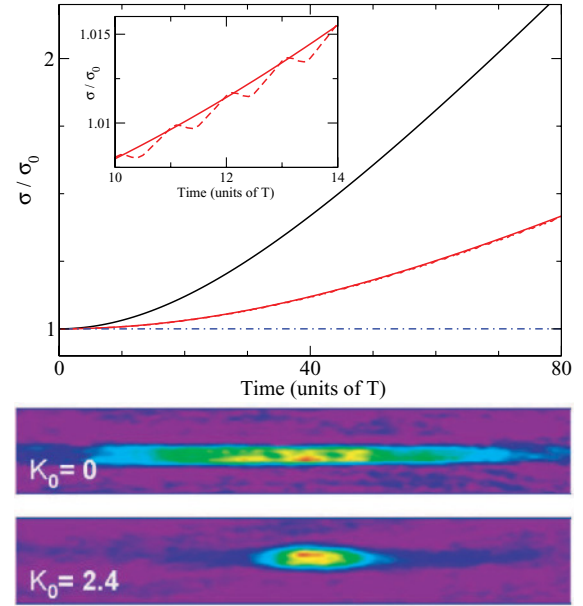 2
1
σ / σ0
0
40
80
Time (units of T)
1.015
1.01
σ / σ0
10
12
14
Time (units of T)
K0= 0
K0= 2.4